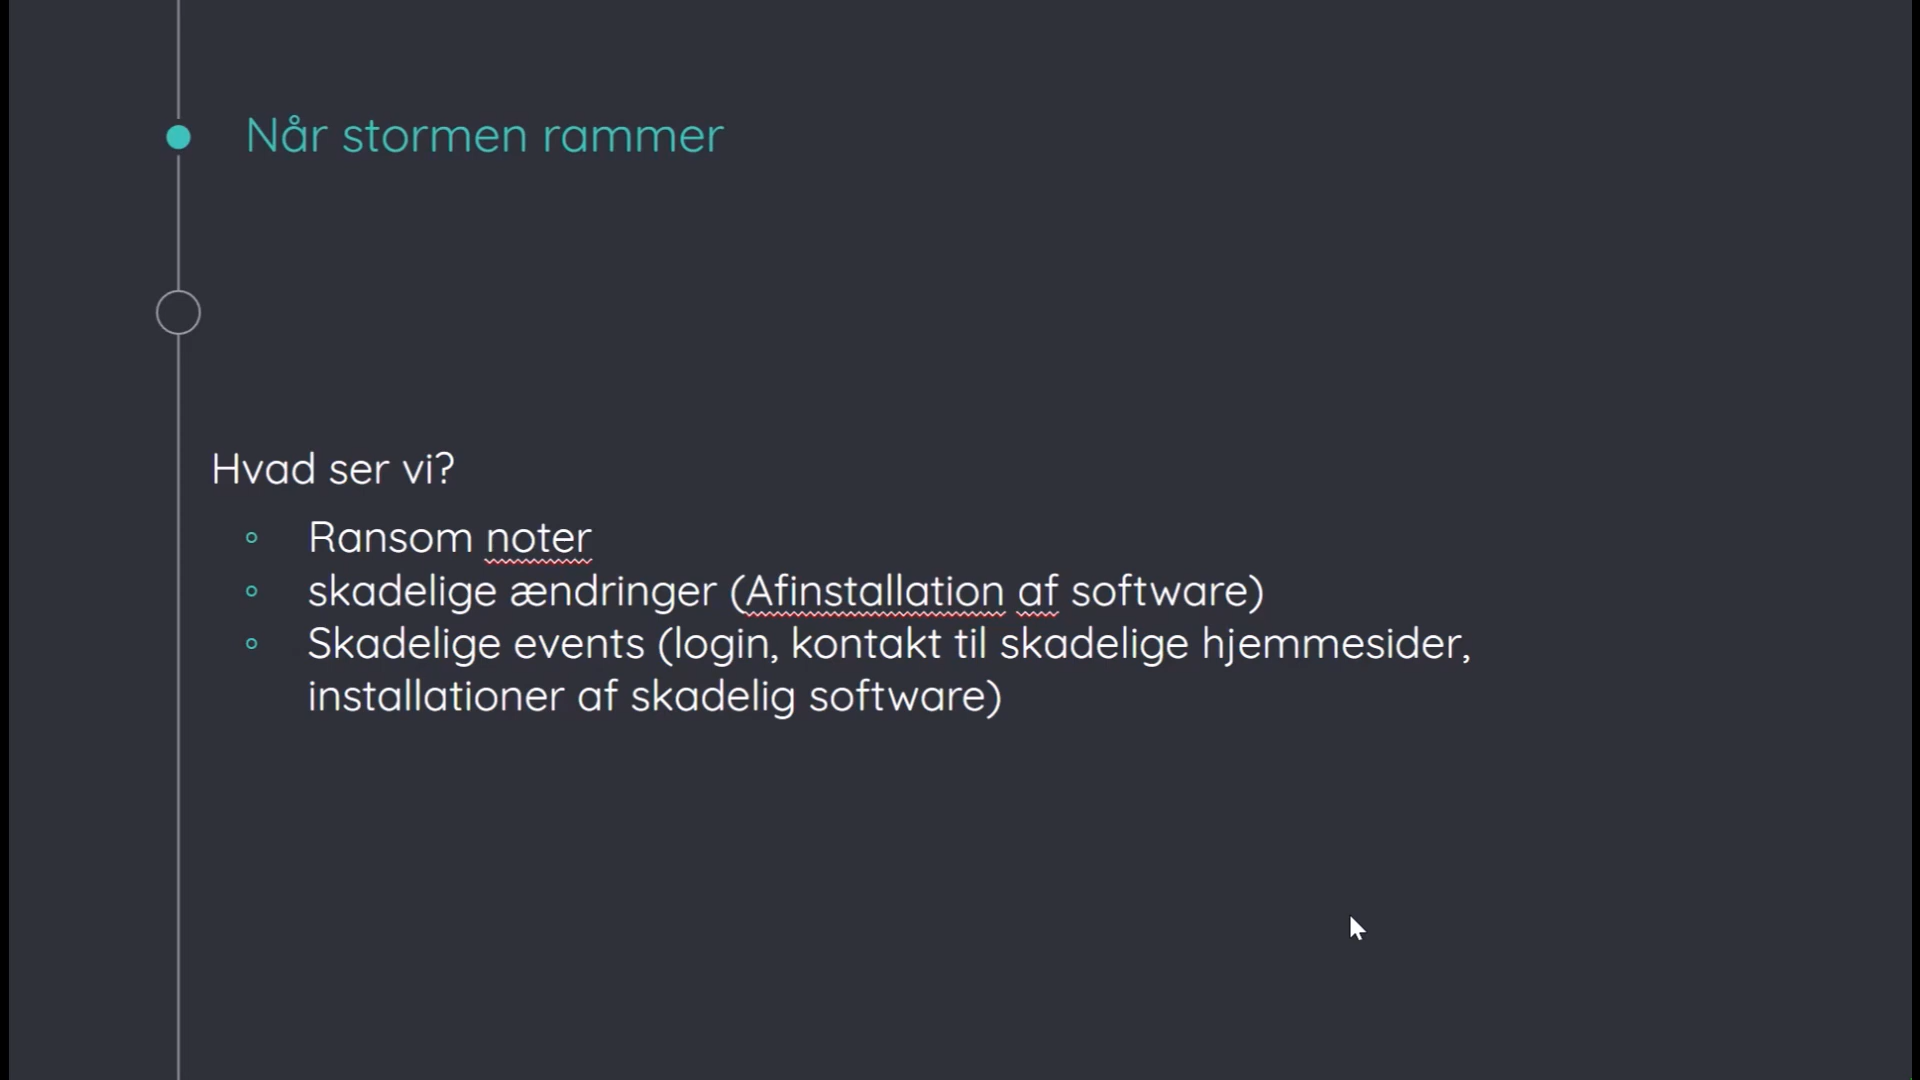 Når stormen rammer
Hvad ser vi?
Ransom noter
skadelige ændringer (Afinstallation af software)
Skadelige events (login, kontakt til skadelige hjemmesider,
installationer af skadelig software)